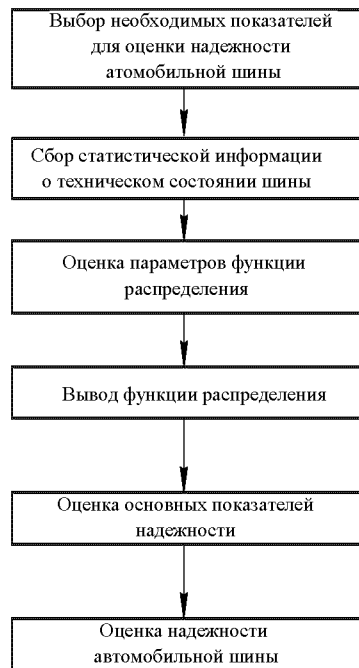 Выбор необходимых показателей
для оценки надежности
атомобильной шины
Сбор статистической информации
о техническом состоянии шины
Оценка параметров функции
распределения
Вывод функции распределения
Оценка основных показателей
надежности
Оценка надежности
автомобильной шины